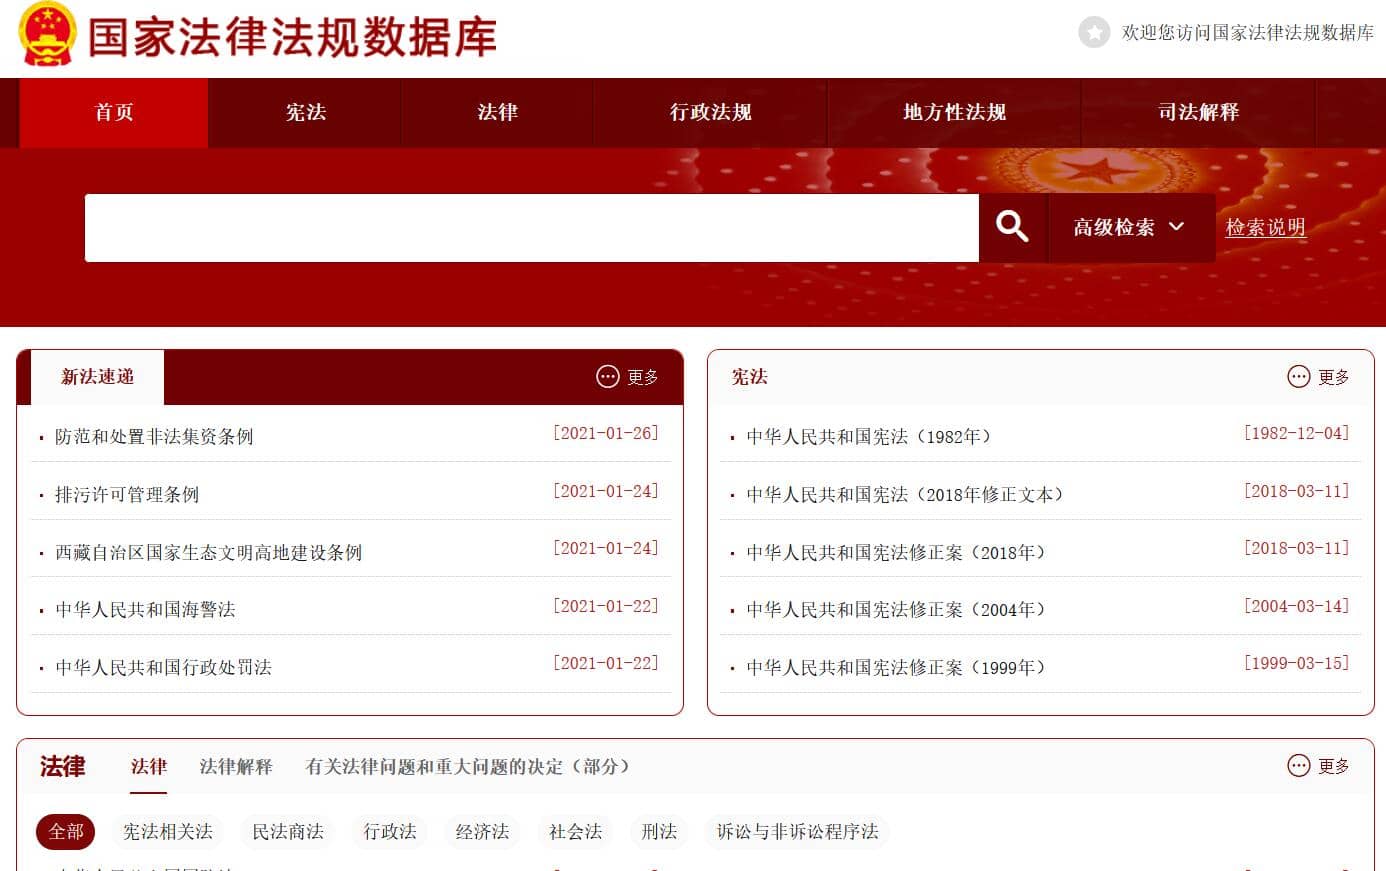 国家法律法规数据库
欢迎您访问国家法律法规数据库
首页 宪法 法律 行政法规 地方性法规 司法解释
高级检索 检索说明
新法速递 更多
防范和处置非法集资条例 [2021-01-26]
排污许可管理条例 [2021-01-24]
西藏自治区国家生态文明高地建设条例 [2021-01-24]
中华人民共和国海警法 [2021-01-22]
中华人民共和国行政处罚法 [2021-01-22]
宪法 更多
中华人民共和国宪法（1982年） [1982-12-04]
中华人民共和国宪法（2018年修正文本） [2018-03-11]
中华人民共和国宪法修正案（2018年） [2018-03-11]
中华人民共和国宪法修正案（2004年） [2004-03-14]
中华人民共和国宪法修正案（1999年） [1999-03-15]
法律 法律 法律解释 有关法律问题和重大问题的决定（部分） 更多
全部 宪法相关法 民法商法 行政法 经济法 社会法 刑法 诉讼与非诉讼程序法